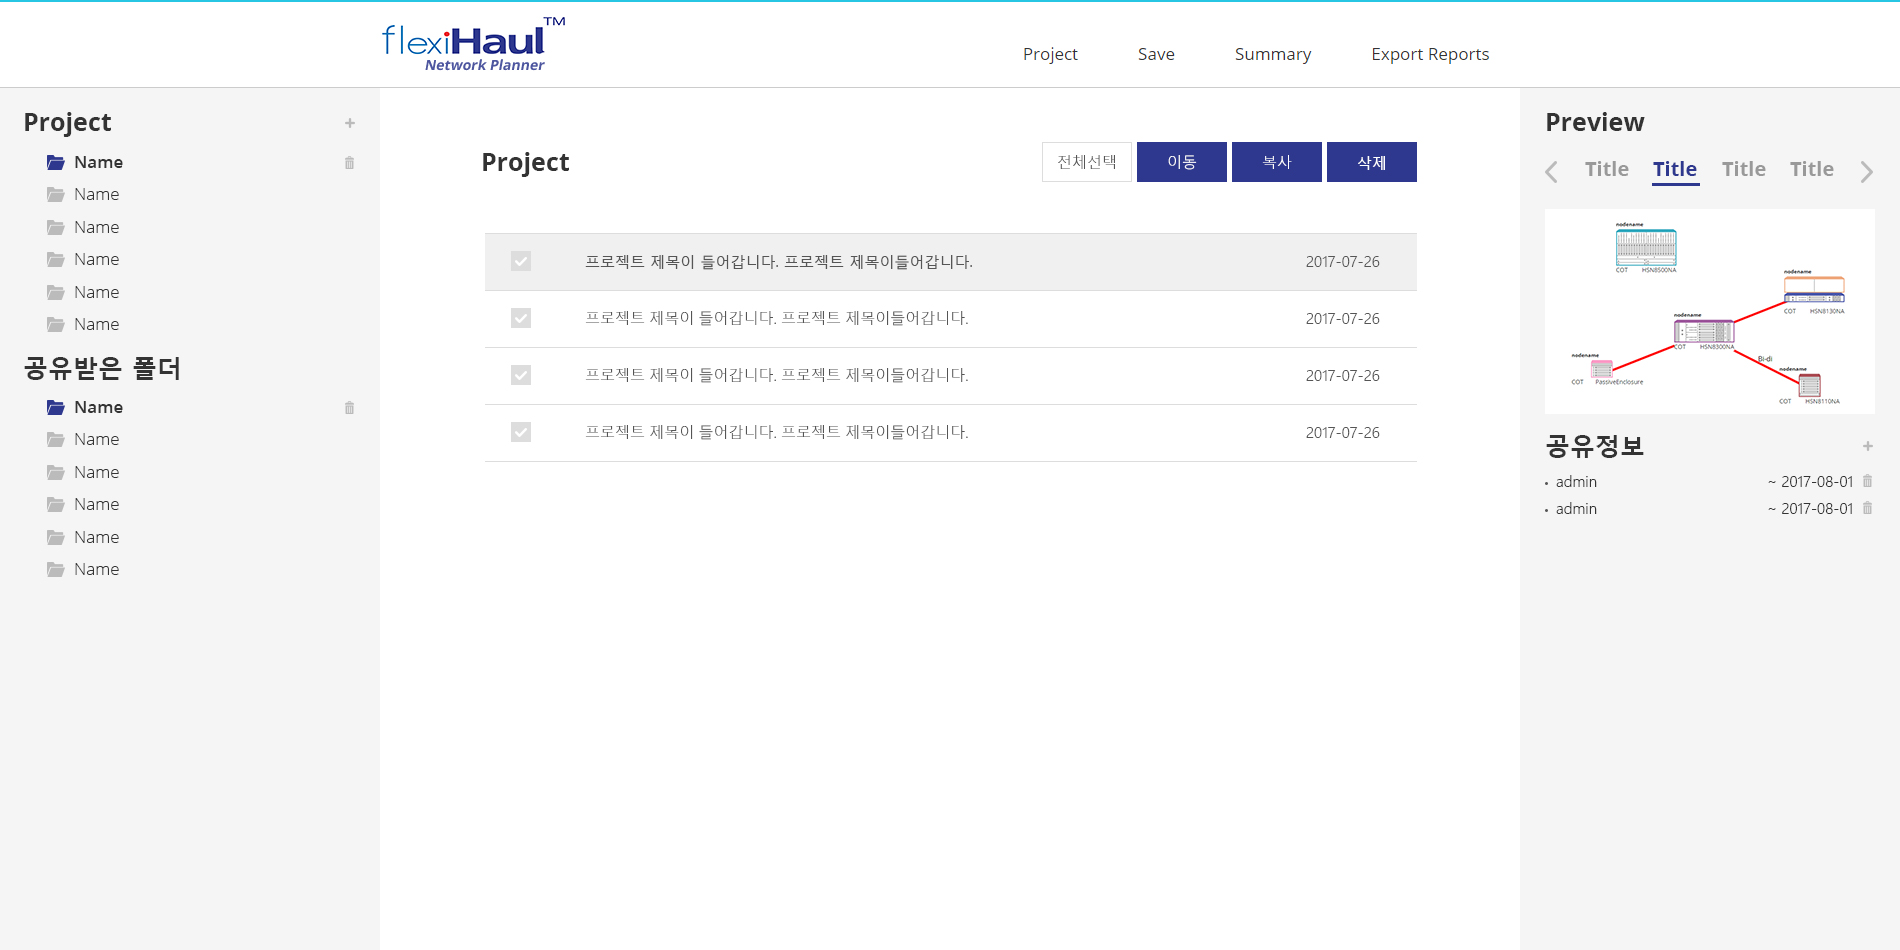 flexiHaul™
Network Planner
Project Save Summary Export Reports
Project +
Name
Name
Name
Name
Name
Name
공유받은 폴더
Name
Name
Name
Name
Name
Name
Project
전체선택 이동 복사 삭제
프로젝트 제목이 들어갑니다. 프로젝트 제목이들어갑니다. 2017-07-26
프로젝트 제목이 들어갑니다. 프로젝트 제목이들어갑니다. 2017-07-26
프로젝트 제목이 들어갑니다. 프로젝트 제목이들어갑니다. 2017-07-26
프로젝트 제목이 들어갑니다. 프로젝트 제목이들어갑니다. 2017-07-26
Preview
Title Title Title Title
nodename
COT HSN8500NA
nodename
COT HSN8130NA
nodename
COT HSN8300NA
nodename
COT PassiveEnclosure
Bi-di
nodename
COT HSN8110NA
공유정보 +
• admin ~ 2017-08-01
• admin ~ 2017-08-01